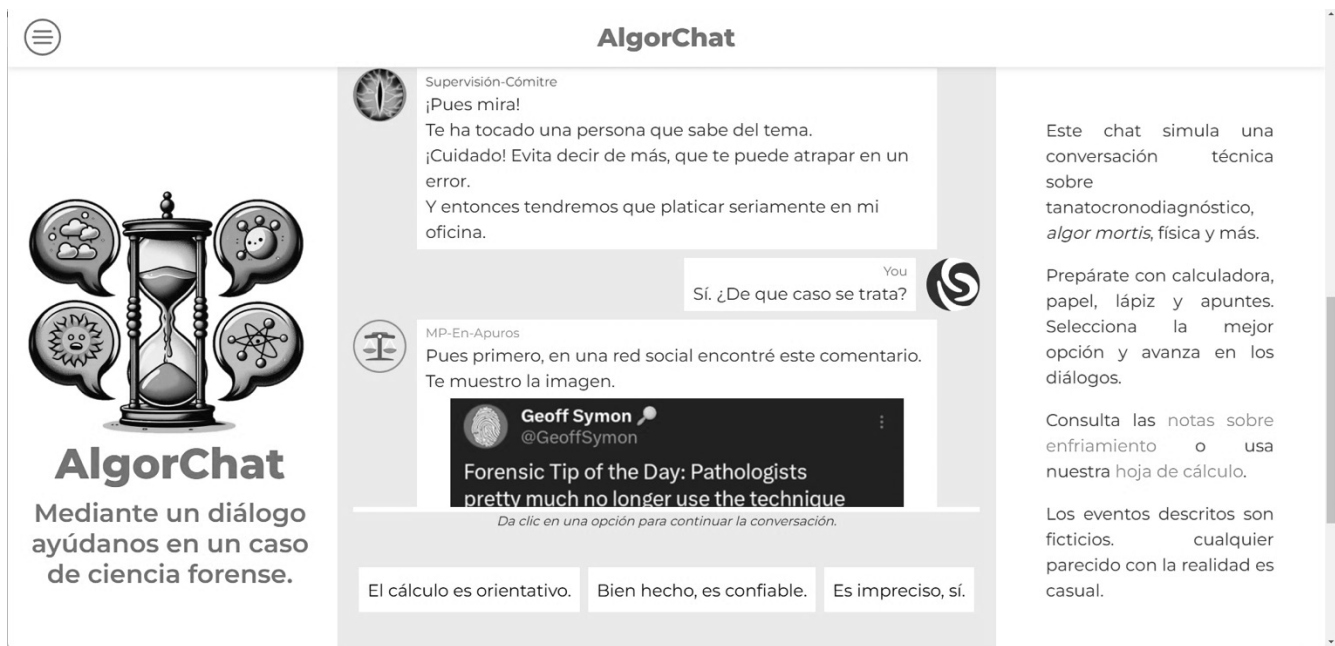 AlgorChat
AlgorChat
Mediante un diálogo
ayúdanos en un caso
de ciencia forense.
Supervisión-Cómitre
¡Pues mira!
Te ha tocado una persona que sabe del tema.
¡Cuidado! Evita decir de más, que te puede atrapar en un
error.
Y entonces tendremos que platicar seriamente en mi
oficina.
You
Sí. ¿De que caso se trata?
MP-En-Apuros
Pues primero, en una red social encontré este comentario.
Te muestro la imagen.
Geoff Symon
@GeoffSymon
Forensic Tip of the Day: Pathologists
pretty much no longer use the technique
Da clic en una opción para continuar la conversación.
El cálculo es orientativo.
Bien hecho, es confiable.
Es impreciso, sí.
Este chat simula una
conversación técnica
sobre
tanatocronodiagnóstico,
algor mortis, física y más.
Prepárate con calculadora,
papel, lápiz y apuntes.
Selecciona la mejor
opción y avanza en los
diálogos.
Consulta las notas sobre
enfriamiento o usa
nuestra hoja de cálculo.
Los eventos descritos son
ficticios. cualquier
parecido con la realidad es
casual.